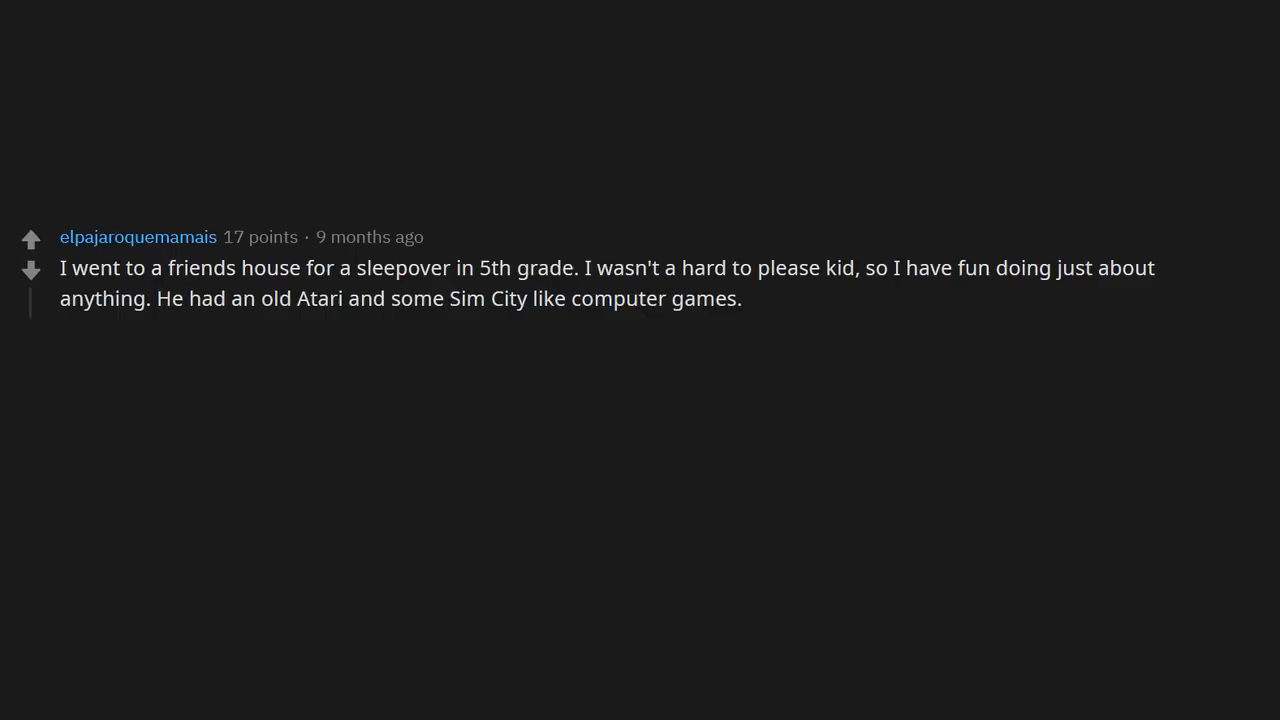 elpajaroquemamais 17 points · 9 months ago
I went to a friends house for a sleepover in 5th grade. I wasn't a hard to please kid, so I have fun doing just about
anything. He had an old Atari and some Sim City like computer games.